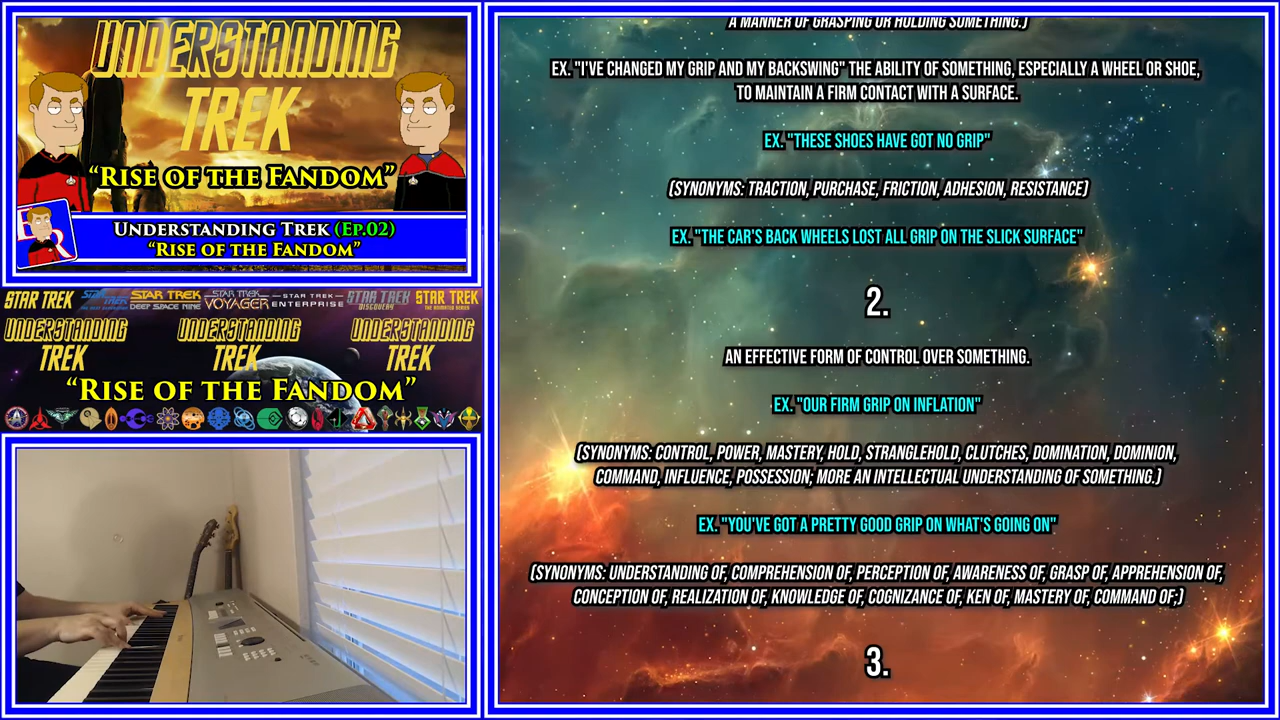 UNDERSTANDING
TREK
“RISE OF THE FANDOM”
UNDERSTANDING TREK (EP.02)
“RISE OF THE FANDOM”
STAR TREK
STAR TREK
DEEP SPACE NINE
STAR TREK
VOYAGER
STAR TREK
ENTERPRISE
STAR TREK
DISCOVERY
STAR TREK
THE ANIMATED SERIES
UNDERSTANDING
TREK
UNDERSTANDING
TREK
UNDERSTANDING
TREK
“RISE OF THE FANDOM”
A MANNER OF GRASPING OR HOLDING SOMETHING.)
EX. "I'VE CHANGED MY GRIP AND MY BACKSWING" THE ABILITY OF SOMETHING, ESPECIALLY A WHEEL OR SHOE,
TO MAINTAIN A FIRM CONTACT WITH A SURFACE.
EX. "THESE SHOES HAVE GOT NO GRIP"
(SYNONYMS: TRACTION, PURCHASE, FRICTION, ADHESION, RESISTANCE)
EX. "THE CAR'S BACK WHEELS LOST ALL GRIP ON THE SLICK SURFACE"
2.
AN EFFECTIVE FORM OF CONTROL OVER SOMETHING.
EX. "OUR FIRM GRIP ON INFLATION"
(SYNONYMS: CONTROL, POWER, MASTERY, HOLD, STRANGLEHOLD, CLUTCHES, DOMINATION, DOMINION,
COMMAND, INFLUENCE, POSSESSION; MORE AN INTELLECTUAL UNDERSTANDING OF SOMETHING.)
EX. "YOU'VE GOT A PRETTY GOOD GRIP ON WHAT'S GOING ON"
(SYNONYMS: UNDERSTANDING OF, COMPREHENSION OF, PERCEPTION OF, AWARENESS OF, GRASP OF, APPREHENSION OF,
CONCEPTION OF, REALIZATION OF, KNOWLEDGE OF, COGNIZANCE OF, KEN OF, MASTERY OF, COMMAND OF;)
3.